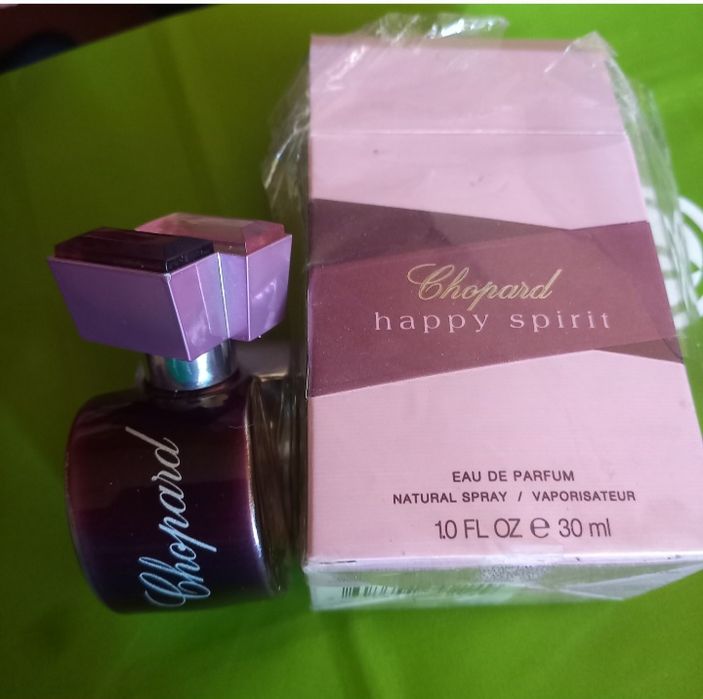 Chopard
happy spirit
EAU DE PARFUM
NATURAL SPRAY / VAPORISATEUR
1.0 FL OZ e 30 ml
Chopard